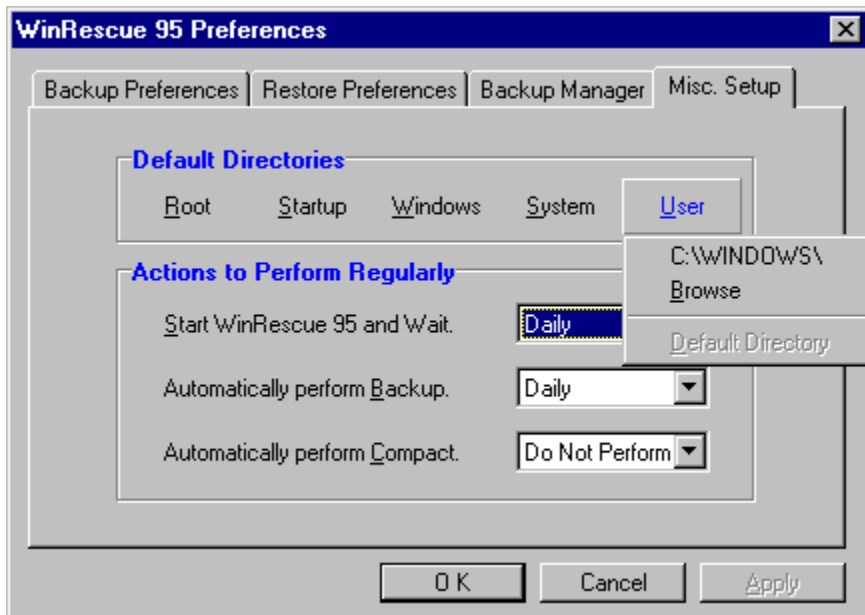 WinRescue 95 Preferences
Backup Preferences Restore Preferences Backup Manager Misc. Setup
Default Directories
Root Startup Windows System User
C:\WINDOWS\
Browse
Default Directory
Actions to Perform Regularly
Start WinRescue 95 and Wait. Daily
Automatically perform Backup. Daily
Automatically perform Compact. Do Not Perform
OK Cancel Apply